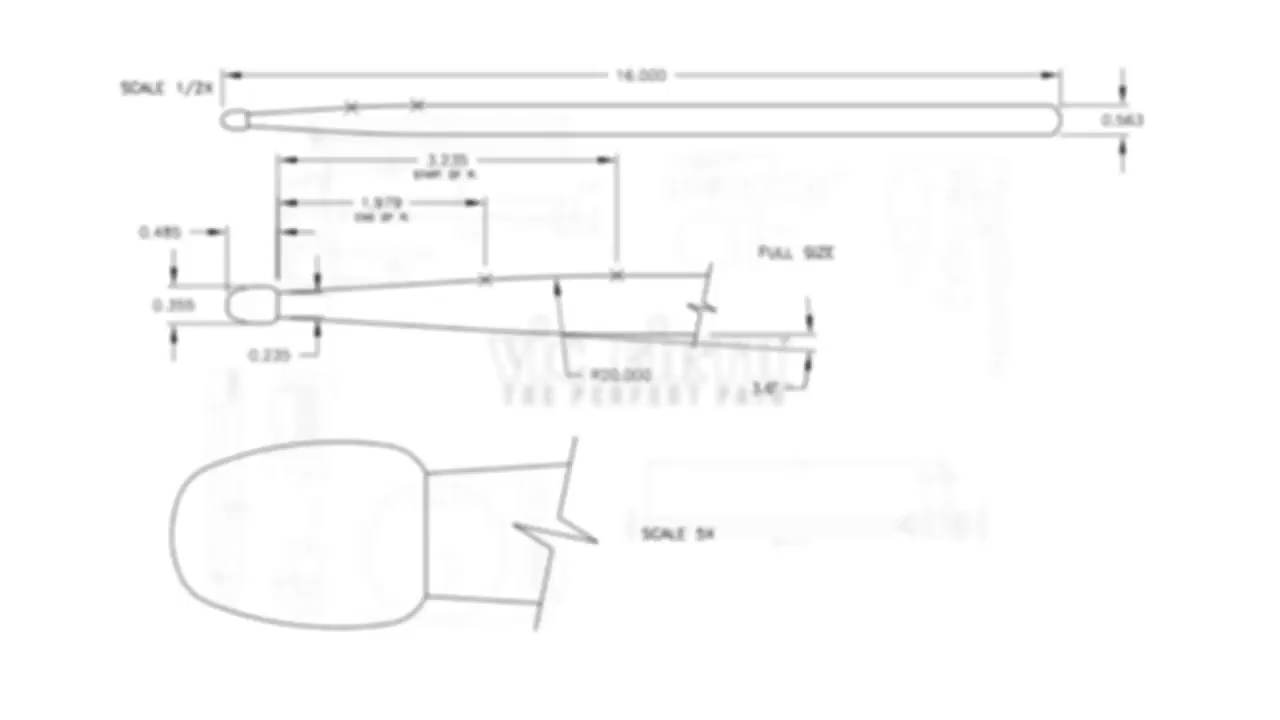 16.000
SCALE 1/2X
0.563
3.235
START OF R.
1.979
END OF R.
0.485
FULL SIZE
0.355
0.235
R20.000
THE PERFECT PAIR
SCALE 5X